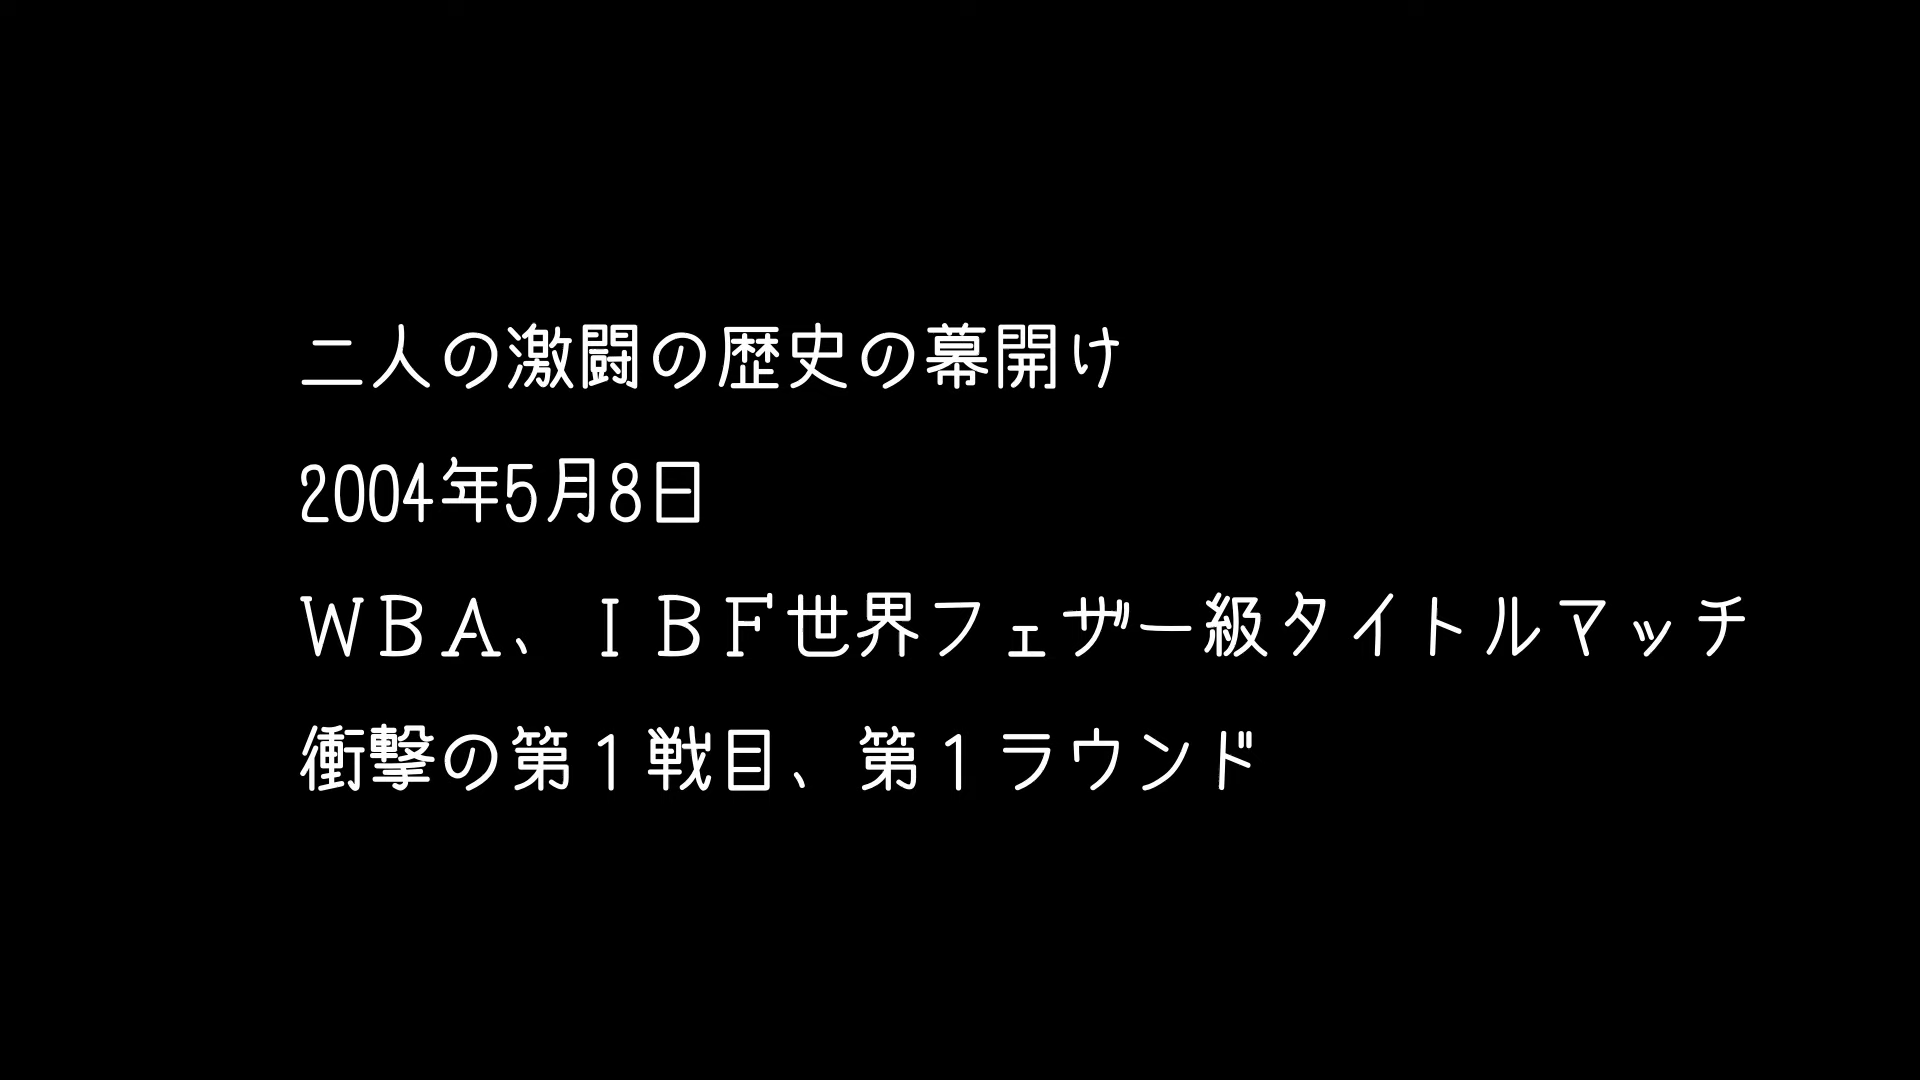 二人の激闘の歴史の幕開け
2004年5月8日
ＷＢＡ、ＩＢＦ世界フェザー級タイトルマッチ
衝撃の第１戦目、第１ラウンド